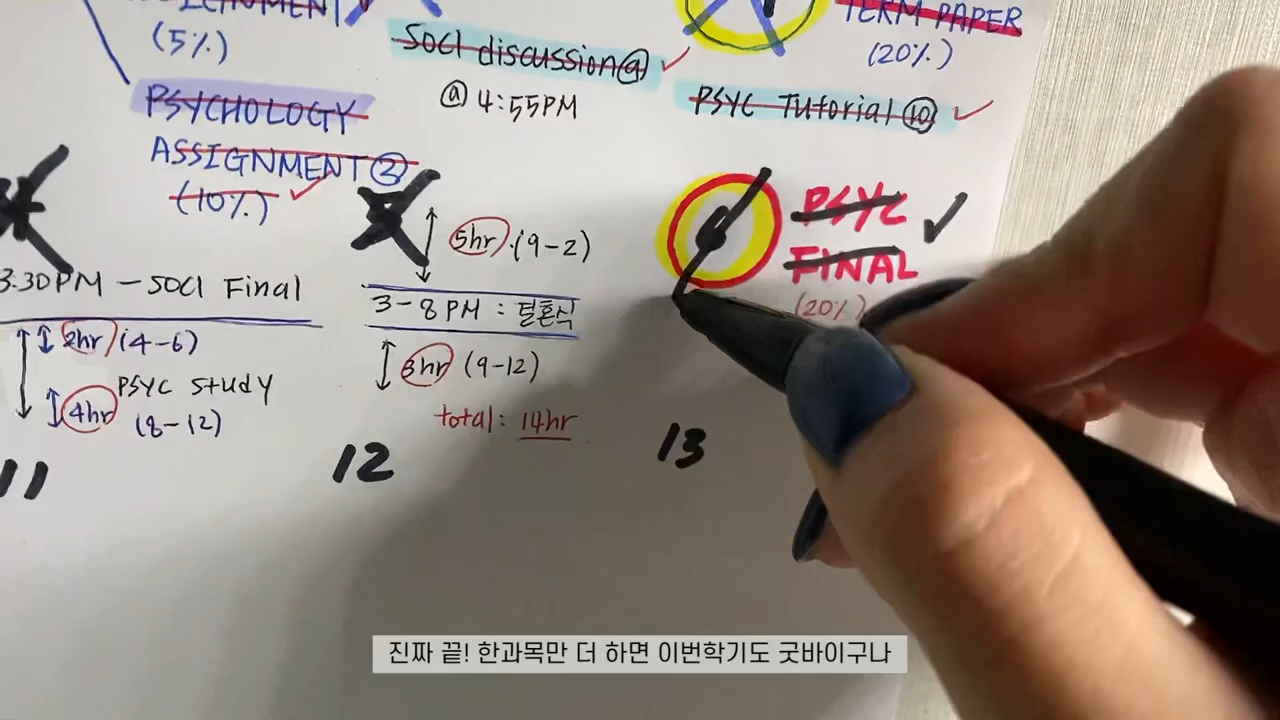 (5%)
PSYCHOLOGY
ASSIGNMENT ②
(10%)
SOCI discussion ⑨
@ 4:55PM
TERM PAPER
(20%)
PSYC Tutorial ⑩
3:30PM - SOCI Final
2hr (4-6)
4hr PSYC study
(8-12)
5hr (9-2)
3-8 PM : 결혼식
3hr (9-12)
total: 14hr
PSYC
FINAL
(20%)
11
12
13
진짜 끝! 한과목만 더 하면 이번학기도 굿바이구나